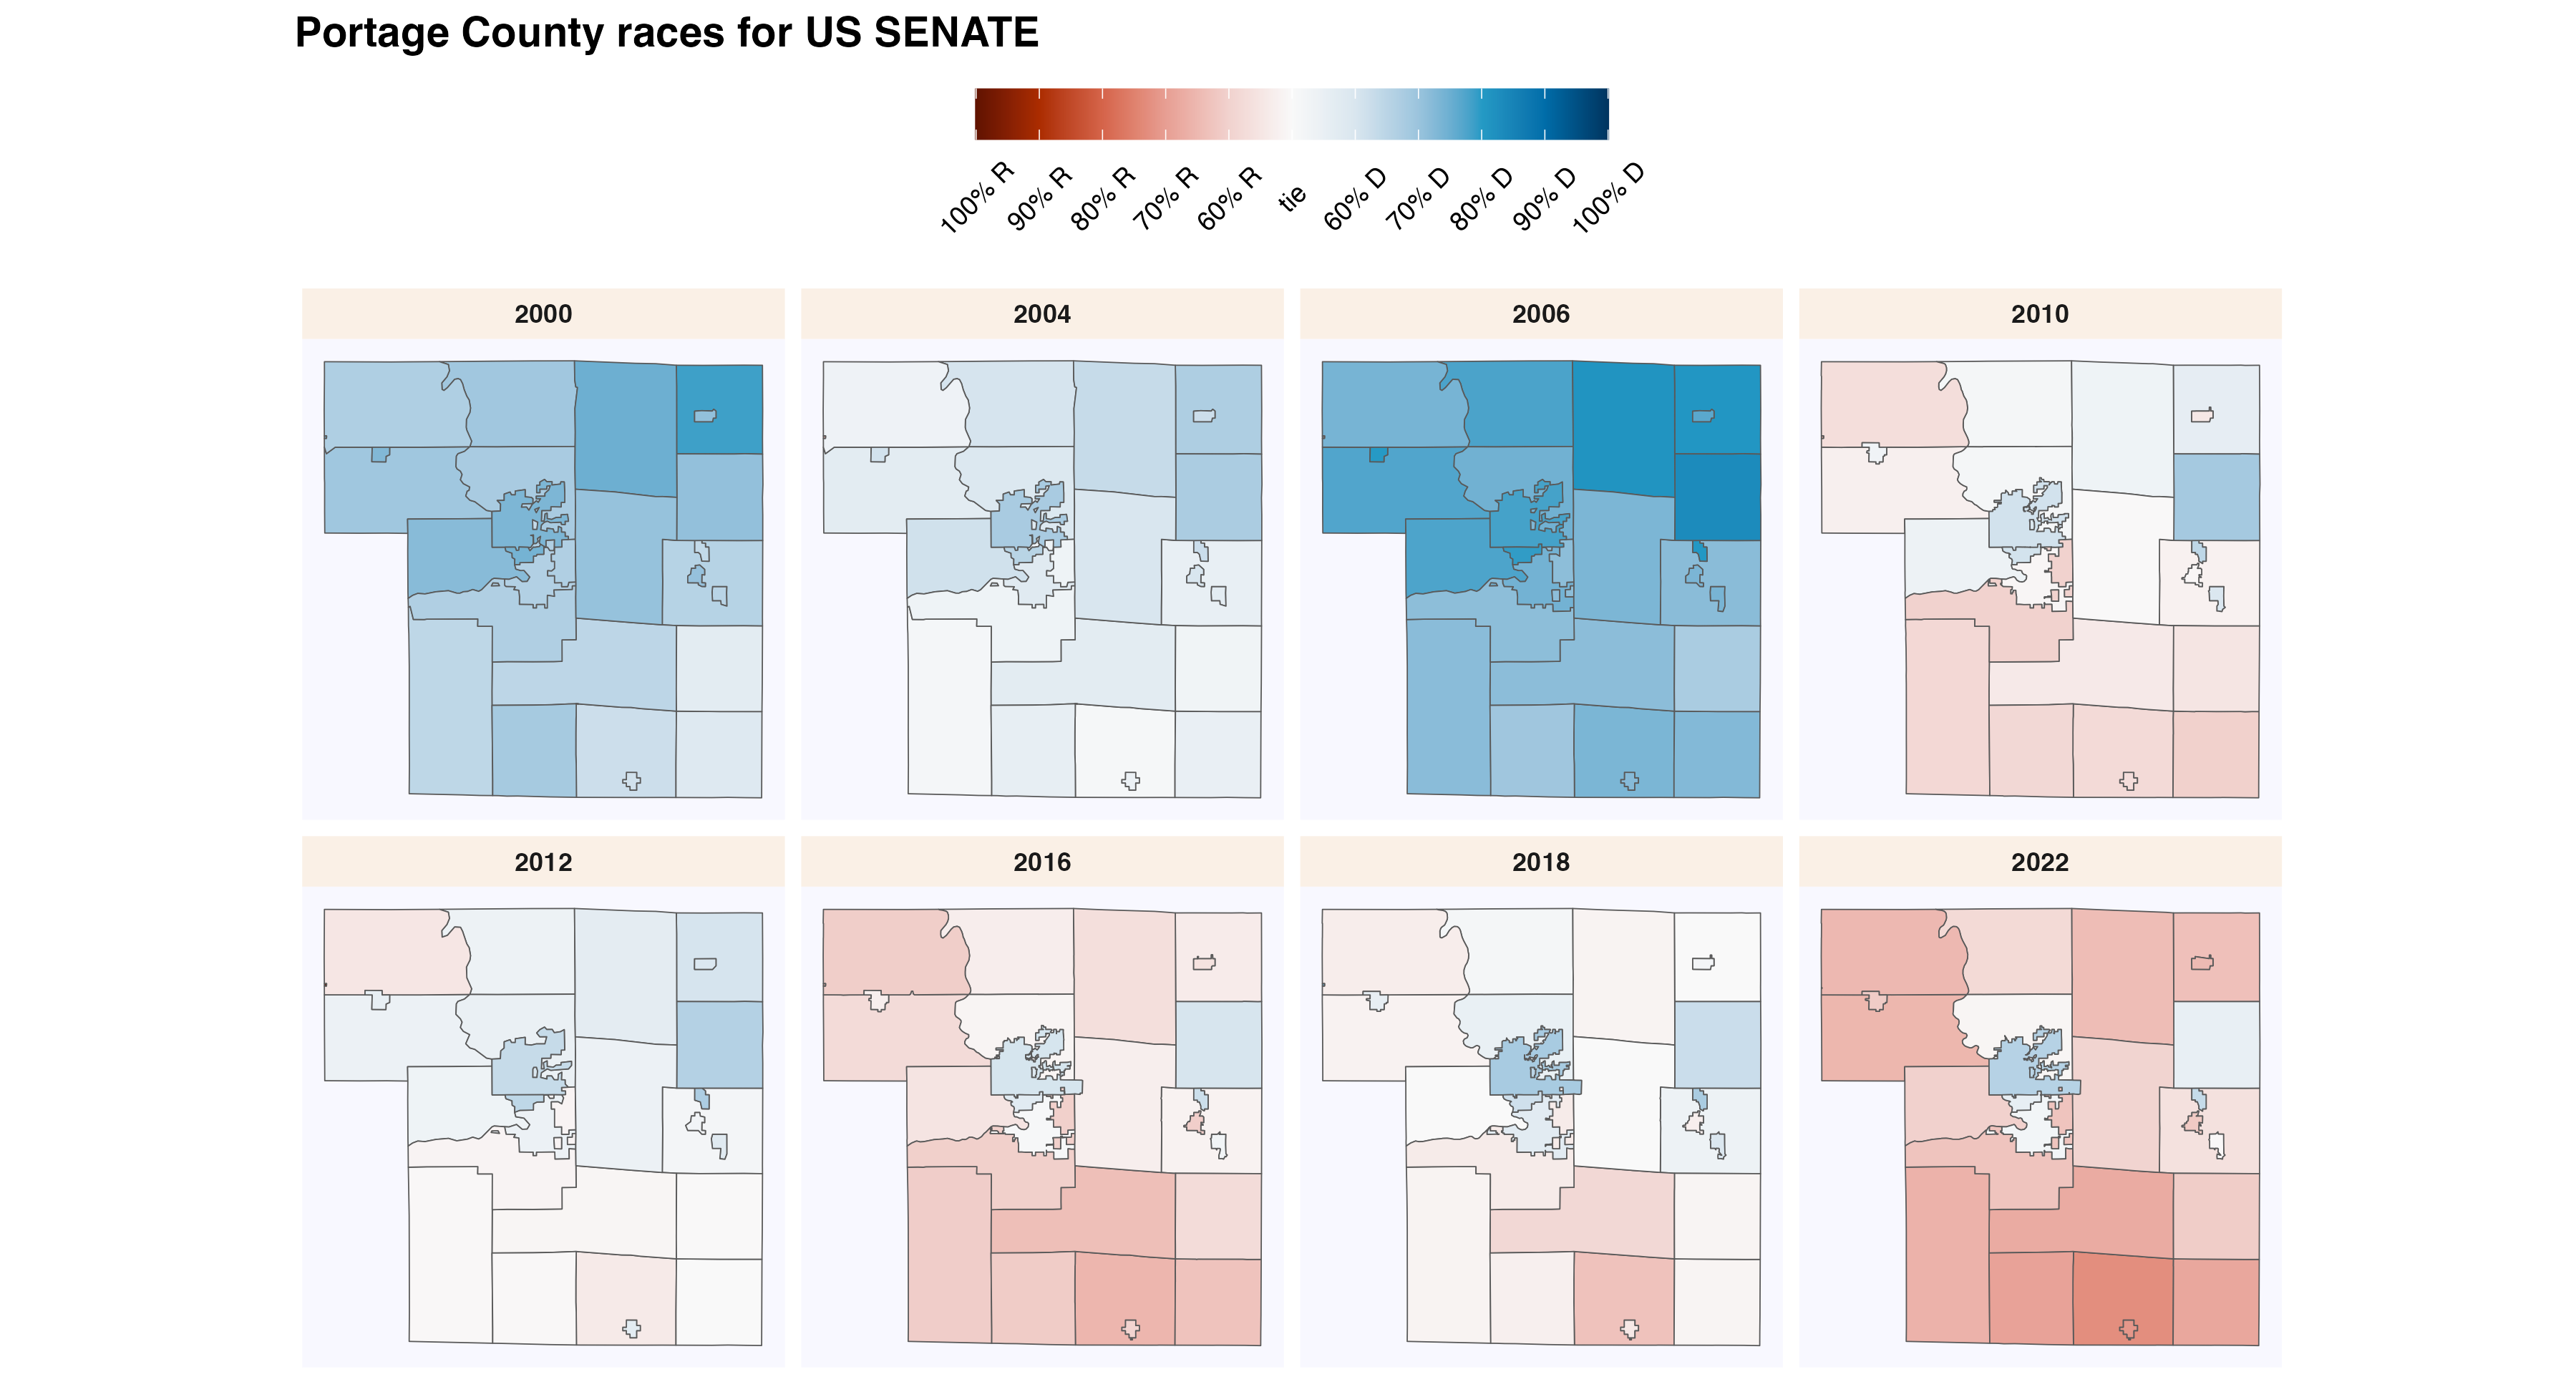 Portage County races for US SENATE
100% R 90% R 80% R 70% R 60% R tie 60% D 70% D 80% D 90% D 100% D
2000 2004 2006 2010
2012 2016 2018 2022